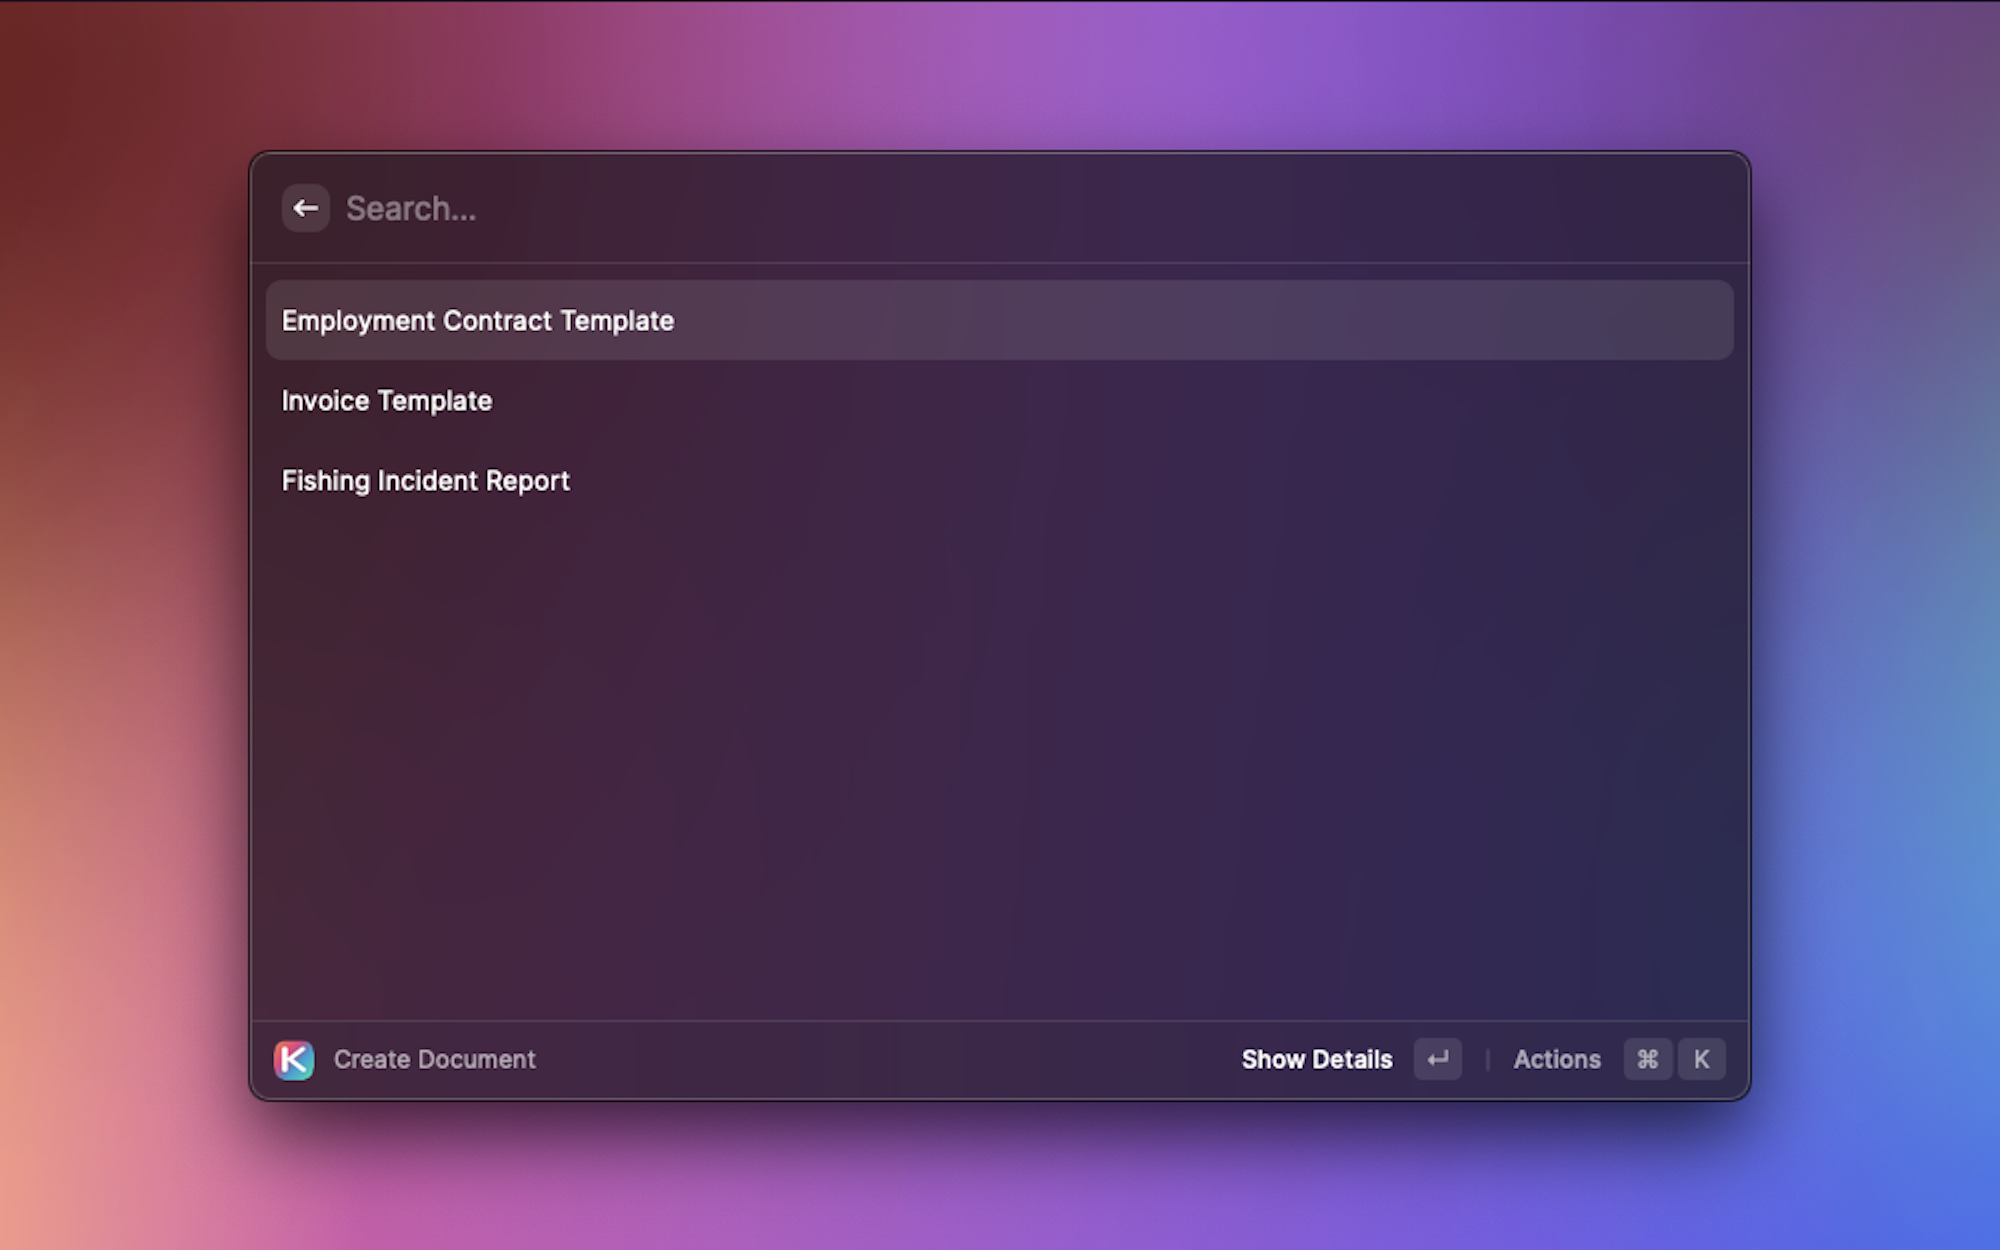 Search...
Employment Contract Template
Invoice Template
Fishing Incident Report
K Create Document Show Details ↵ | Actions ⌘ K